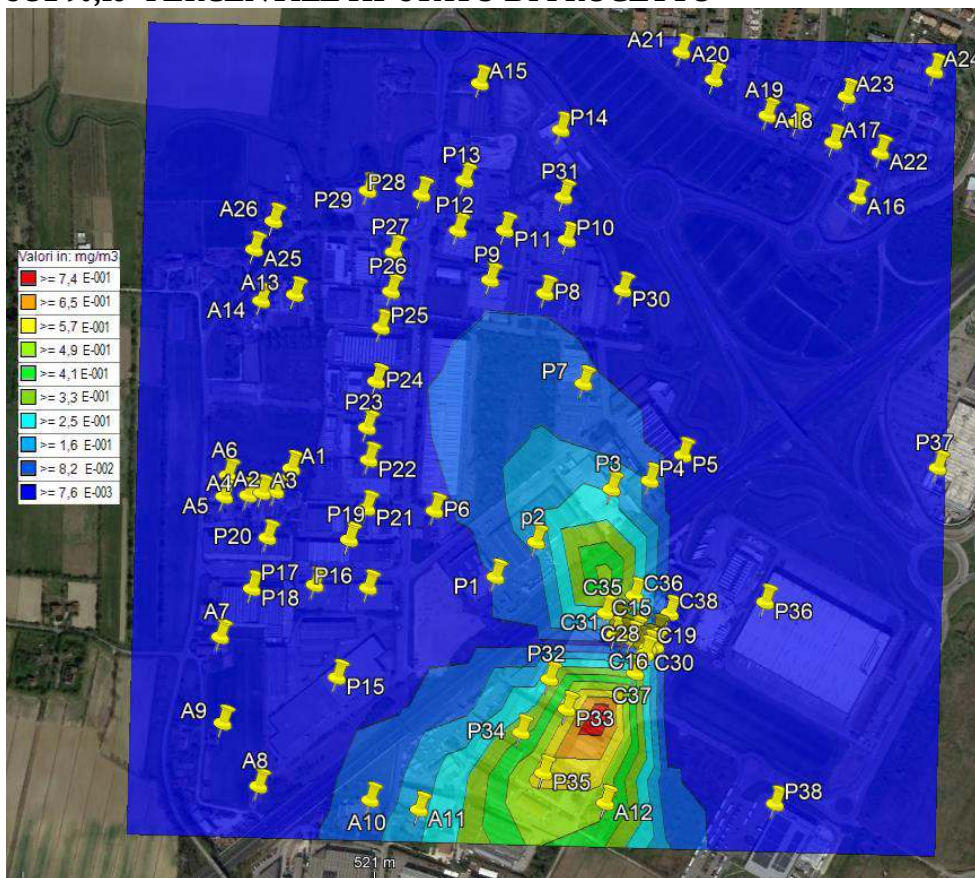 A21
A20
A24
A15
A19
A23
A18
A17
P14
A22
P13
P28
P29
P31
A16
A26
P12
P27
P11
P10
A25
P26
P9
Valori in: mg/m3
>= 7,4 E-001
>= 6,5 E-001
>= 5,7 E-001
>= 4,9 E-001
>= 4,1 E-001
>= 3,3 E-001
>= 2,5 E-001
>= 1,6 E-001
>= 8,2 E-002
>= 7,6 E-003
A13
A14
P8
P30
P25
P7
P24
P23
P37
P5
A6
A1
P22
P3
P4
A4
A2
A3
A5
P19
P21
P6
p2
P20
P17
P16
P1
C35
C36
P18
C15
C38
P36
A7
C31
C28
C19
P32
C16
C30
P15
C37
A9
P33
P34
A8
P35
A10
A11
A12
P38
521 m